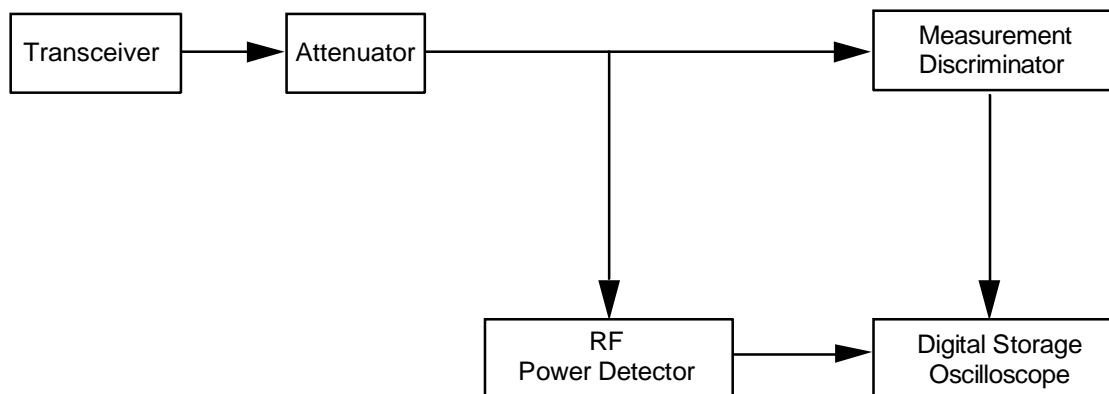 Transceiver
Attenuator
Measurement
Discriminator
RF
Power Detector
Digital Storage
Oscilloscope